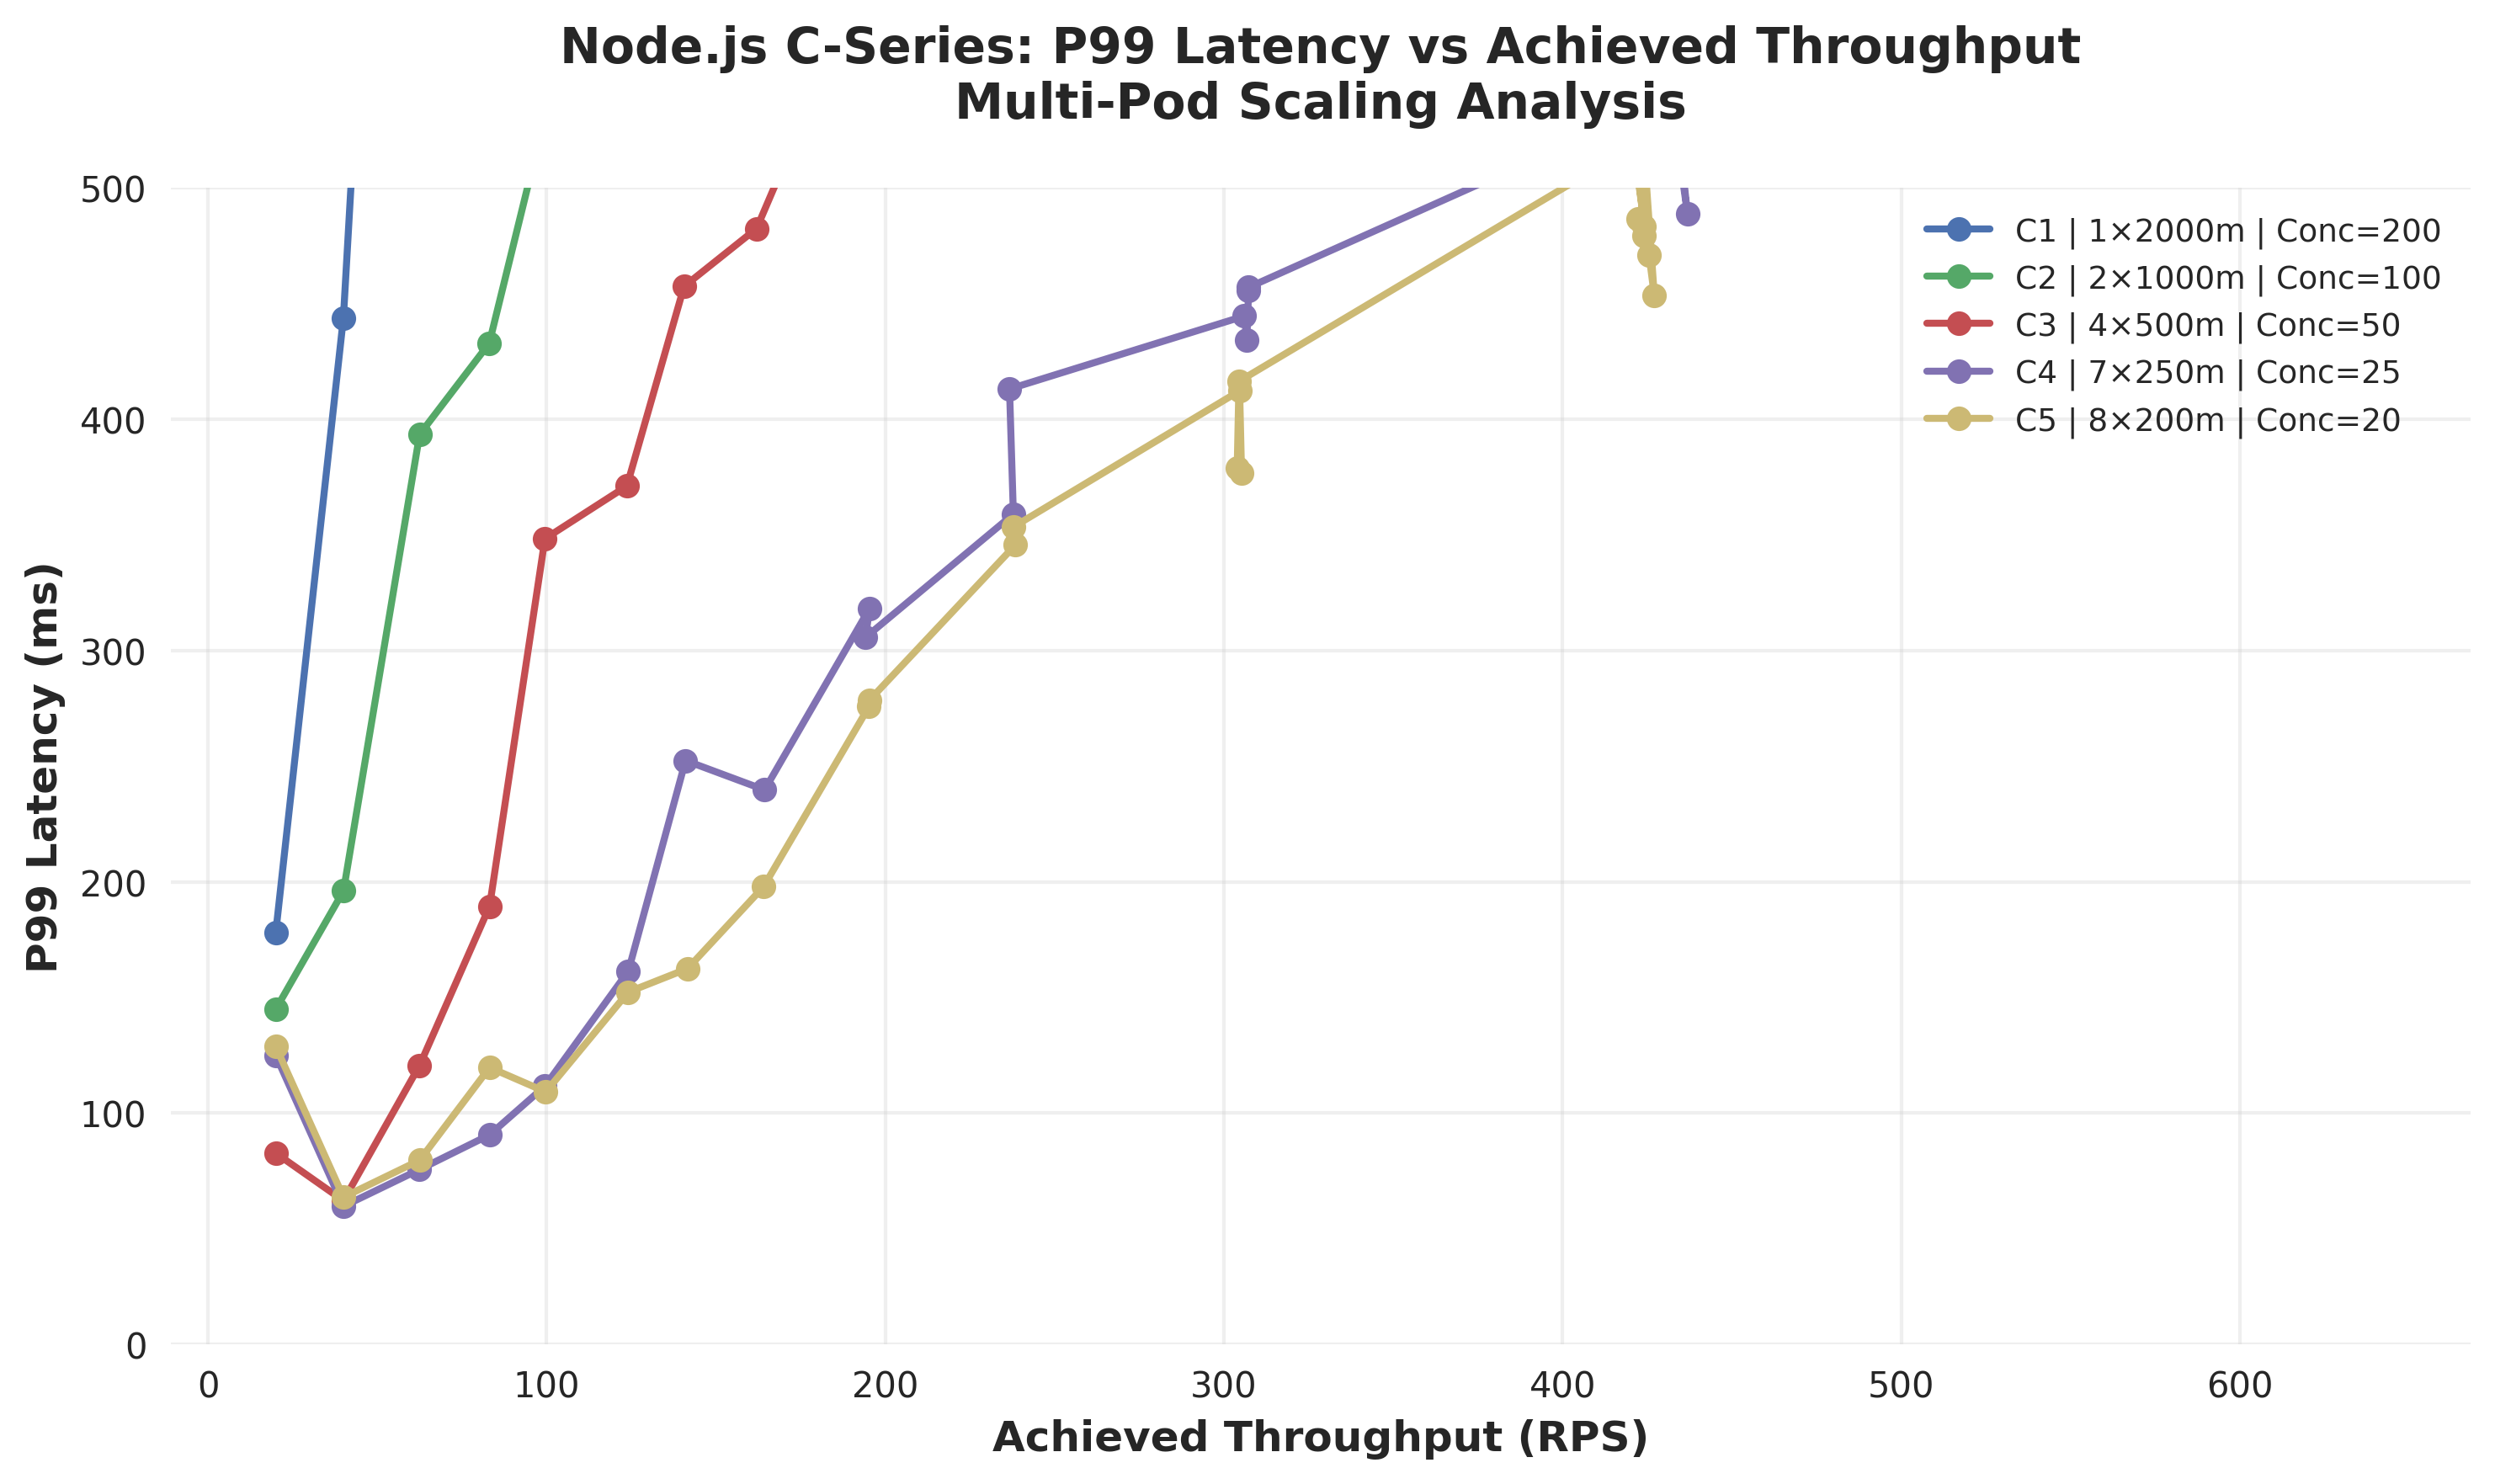 Node.js C-Series: P99 Latency vs Achieved Throughput
Multi-Pod Scaling Analysis
500
400
300
200
100
0
P99 Latency (ms)
C1 | 1×2000m | Conc=200
C2 | 2×1000m | Conc=100
C3 | 4×500m | Conc=50
C4 | 7×250m | Conc=25
C5 | 8×200m | Conc=20
0 100 200 300 400 500 600
Achieved Throughput (RPS)